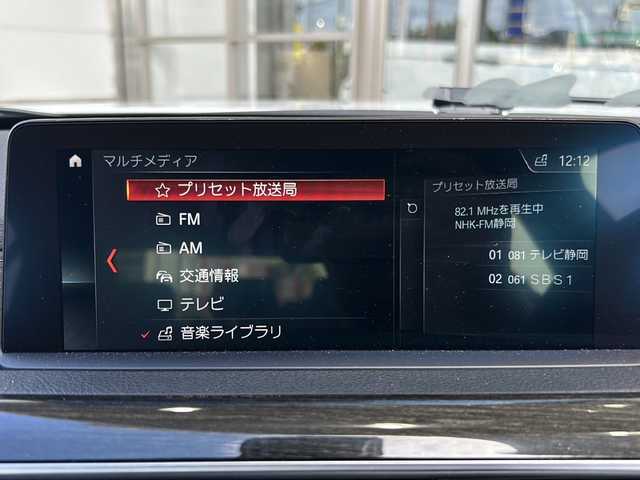 マルチメディア
12:12
プリセット放送局
FM
AM
交通情報
テレビ
音楽ライブラリ
プリセット放送局
82.1 MHzを再生中
NHK-FM静岡
01 081 テレビ静岡
02 061 SBS1